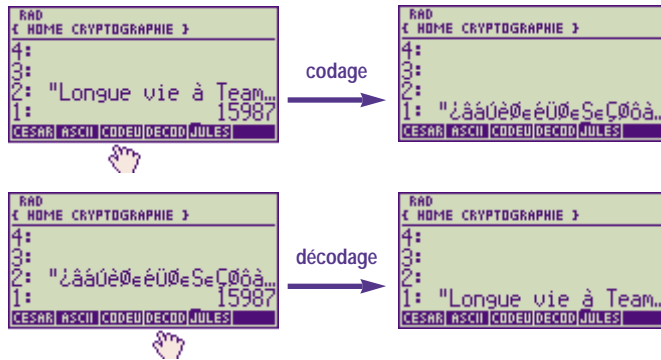 RAD
{ HOME CRYPTOGRAPHIE }
4:
3:
2: "Longue vie à Team…
1: 15987
CESAR ASCII CODEU DECOD JULES
codage
RAD
{ HOME CRYPTOGRAPHIE }
4:
3:
2:
1: "¿âáÚèØєéÜØєSєÇØôà…
CESAR ASCII CODEU DECOD JULES
RAD
{ HOME CRYPTOGRAPHIE }
4:
3:
2: "¿âáÚèØєéÜØєSєÇØôà…
1: 15987
CESAR ASCII CODEU DECOD JULES
décodage
RAD
{ HOME CRYPTOGRAPHIE }
4:
3:
2:
1: "Longue vie à Team…
CESAR ASCII CODEU DECOD JULES